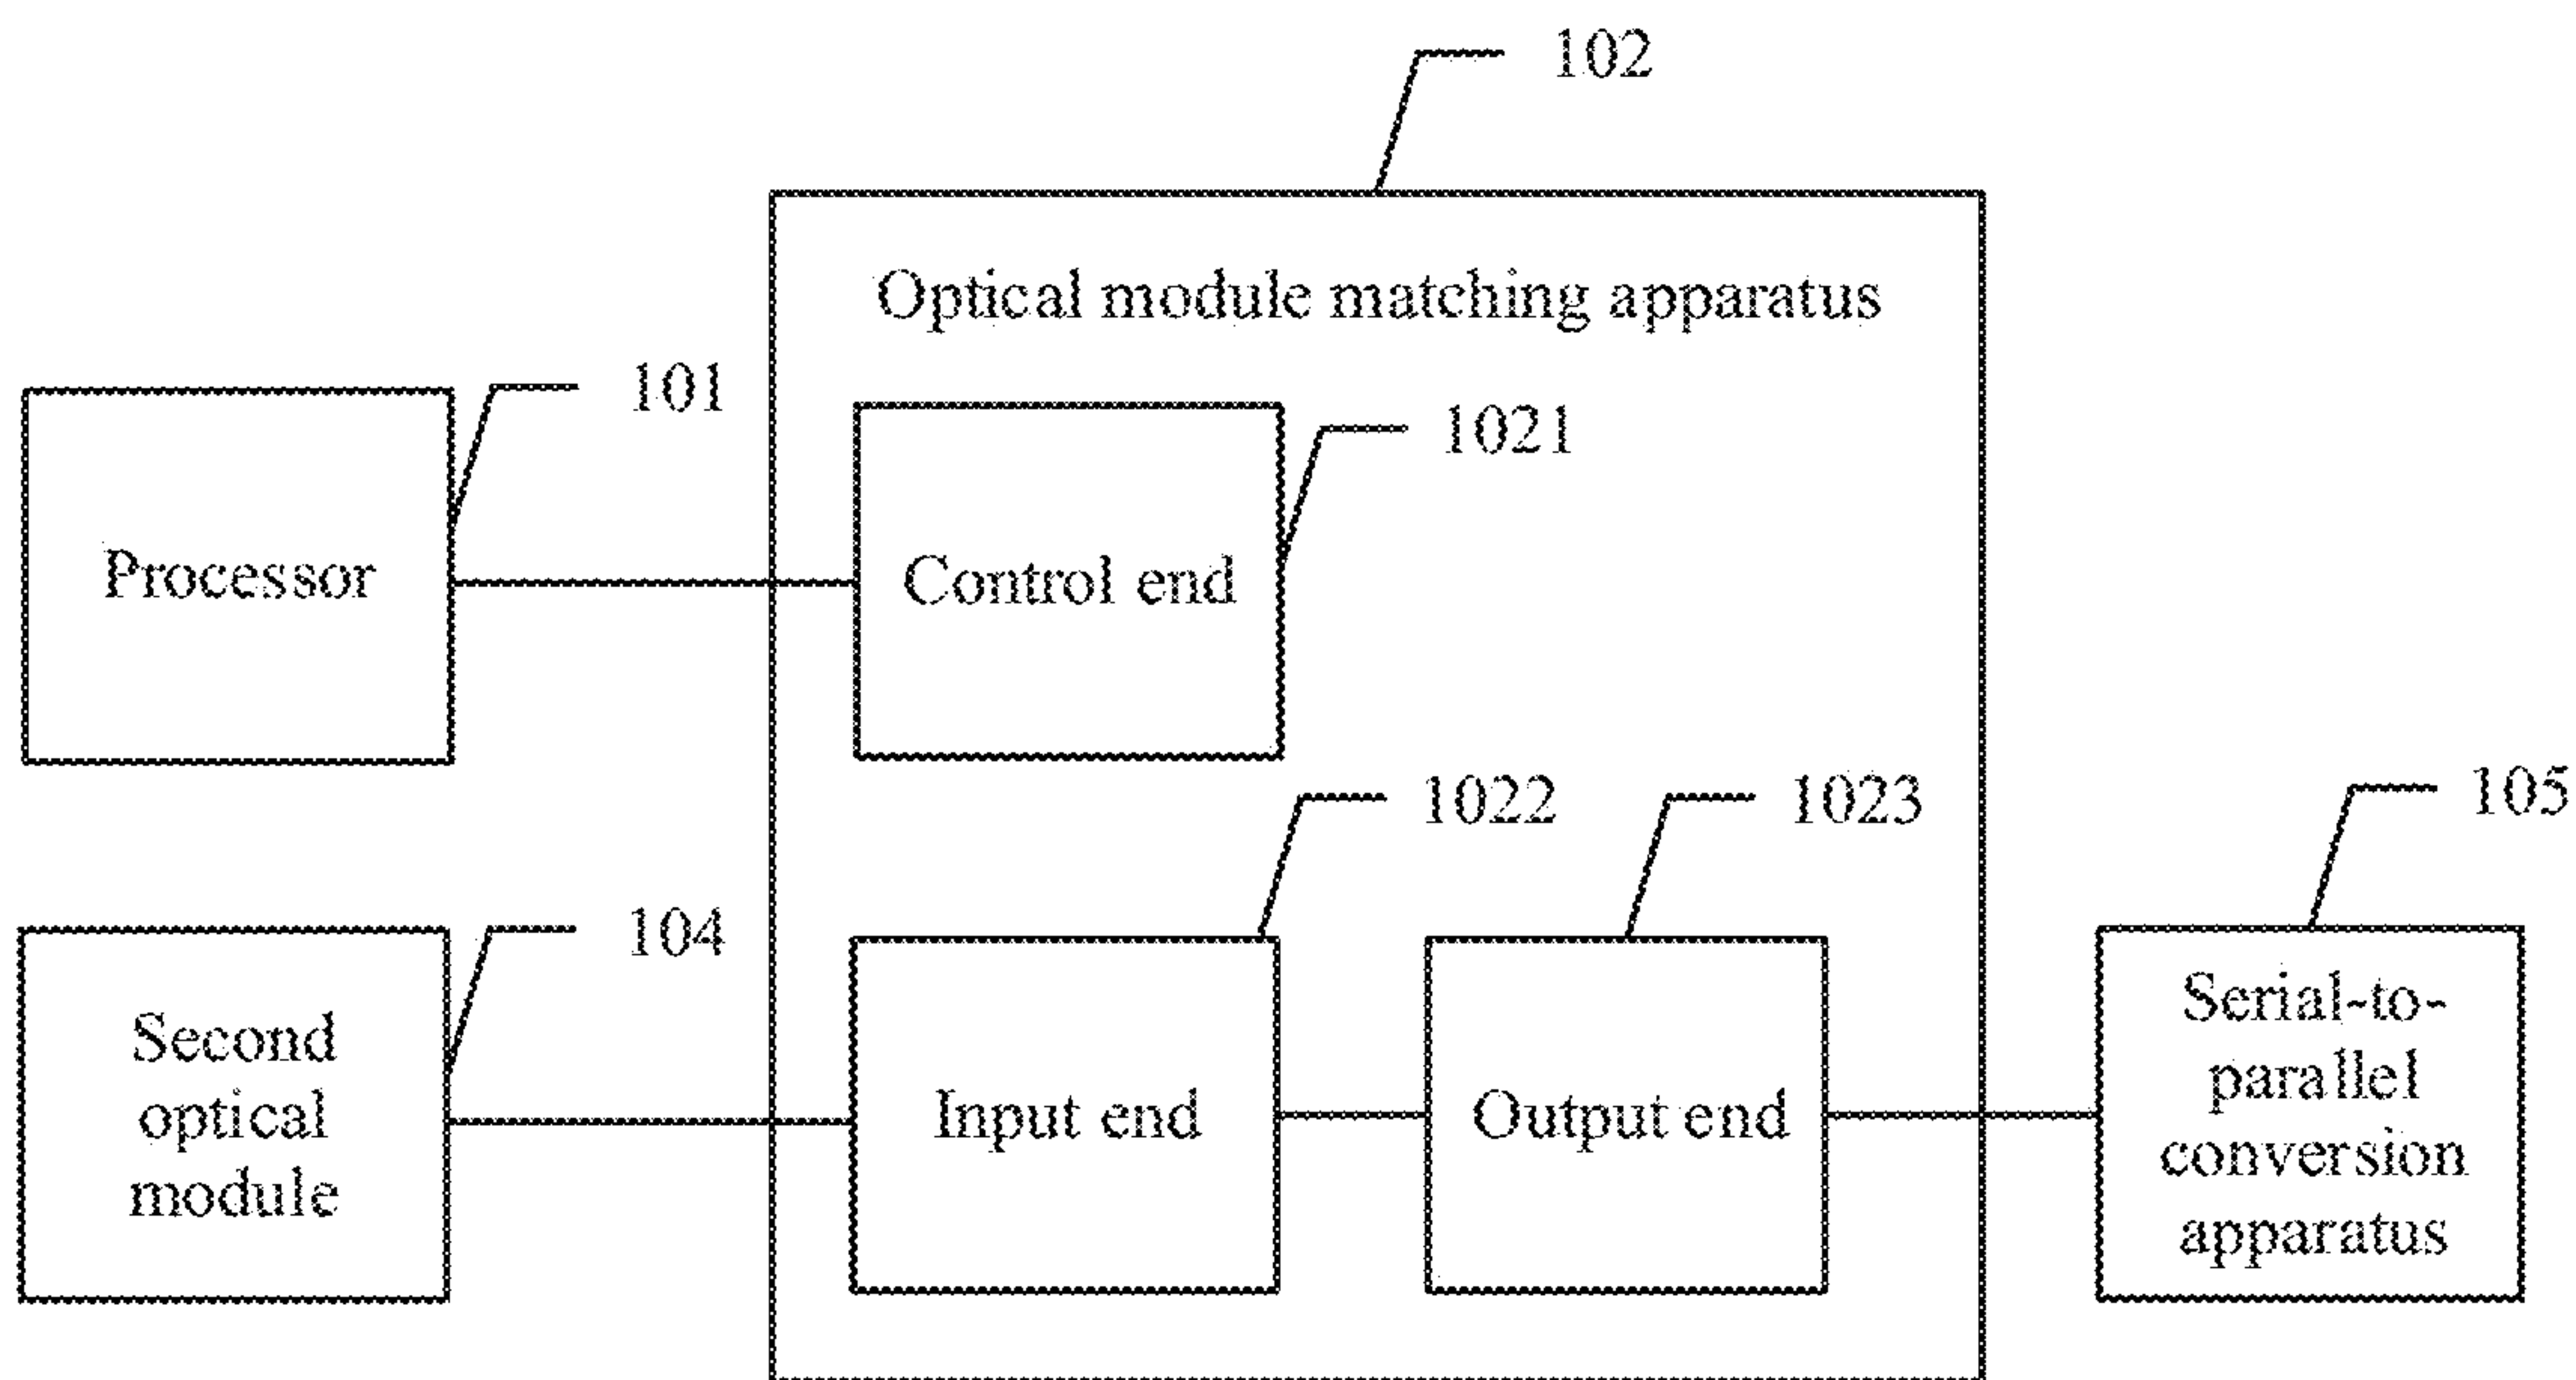 102
Optical module matching apparatus
101
1021
Processor
Control end
1022
1023
105
104
Second
optical
module
Input end
Output end
Serial-to-
parallel
conversion
apparatus